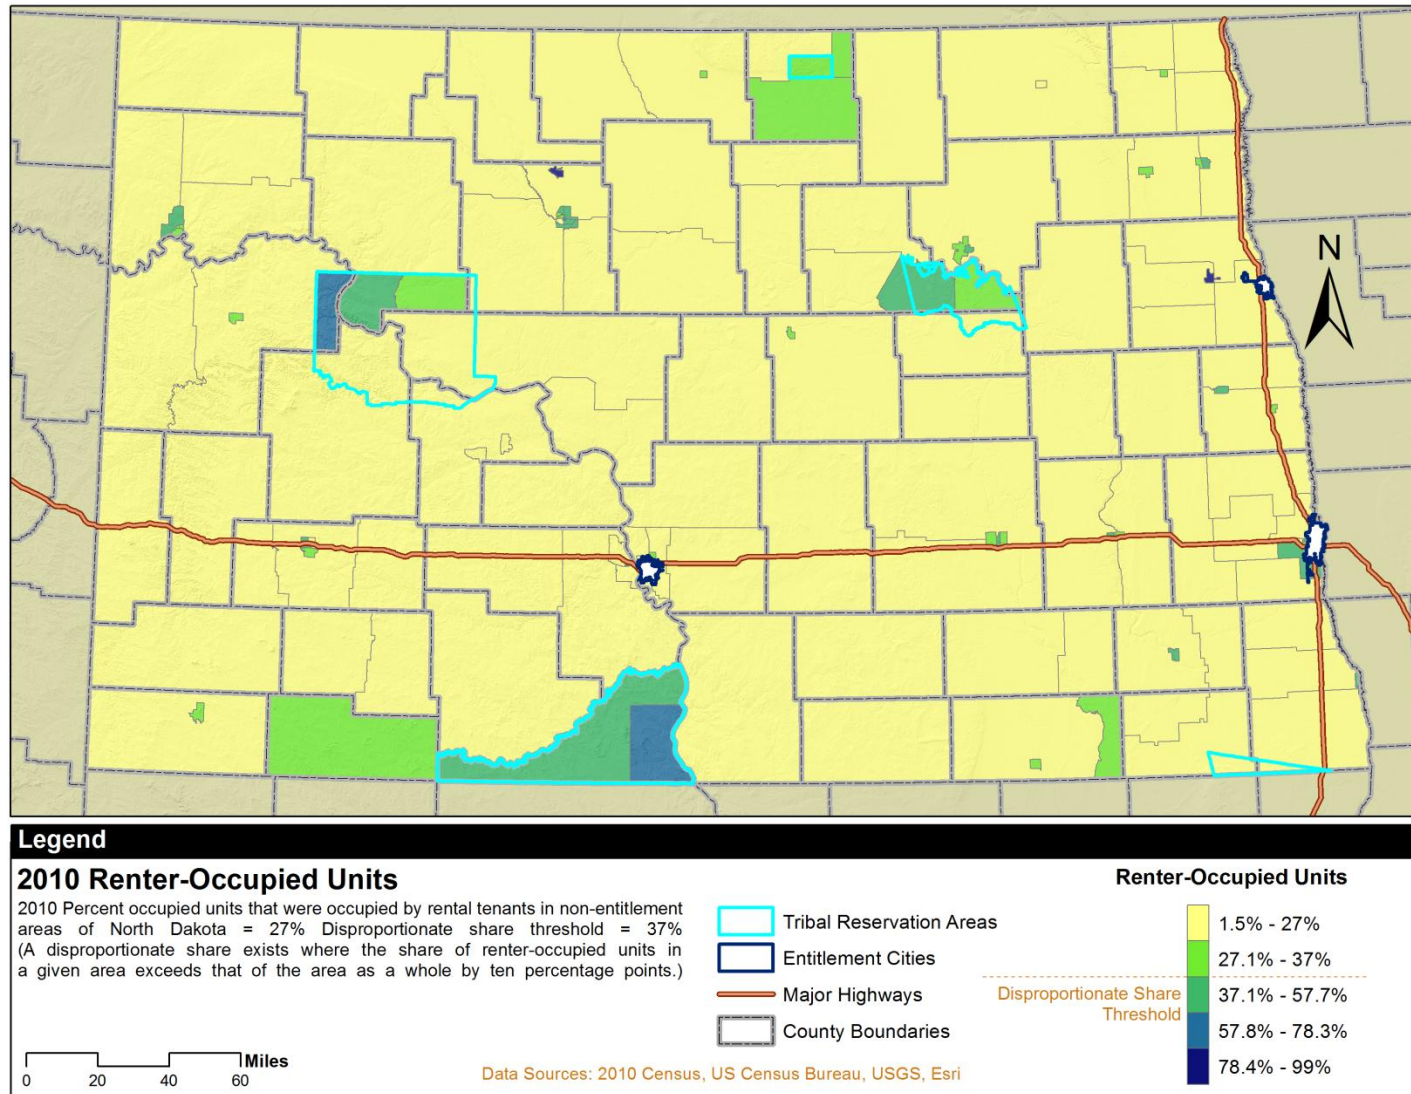 N
Legend
2010 Renter-Occupied Units
2010 Percent occupied units that were occupied by rental tenants in non-entitlement
areas of North Dakota = 27% Disproportionate share threshold = 37%
(A disproportionate share exists where the share of renter-occupied units in
a given area exceeds that of the area as a whole by ten percentage points.)
Miles
0 20 40 60
Tribal Reservation Areas
Entitlement Cities
Major Highways
County Boundaries
Data Sources: 2010 Census, US Census Bureau, USGS, Esri
Renter-Occupied Units
1.5% - 27%
27.1% - 37%
Disproportionate Share
Threshold
37.1% - 57.7%
57.8% - 78.3%
78.4% - 99%